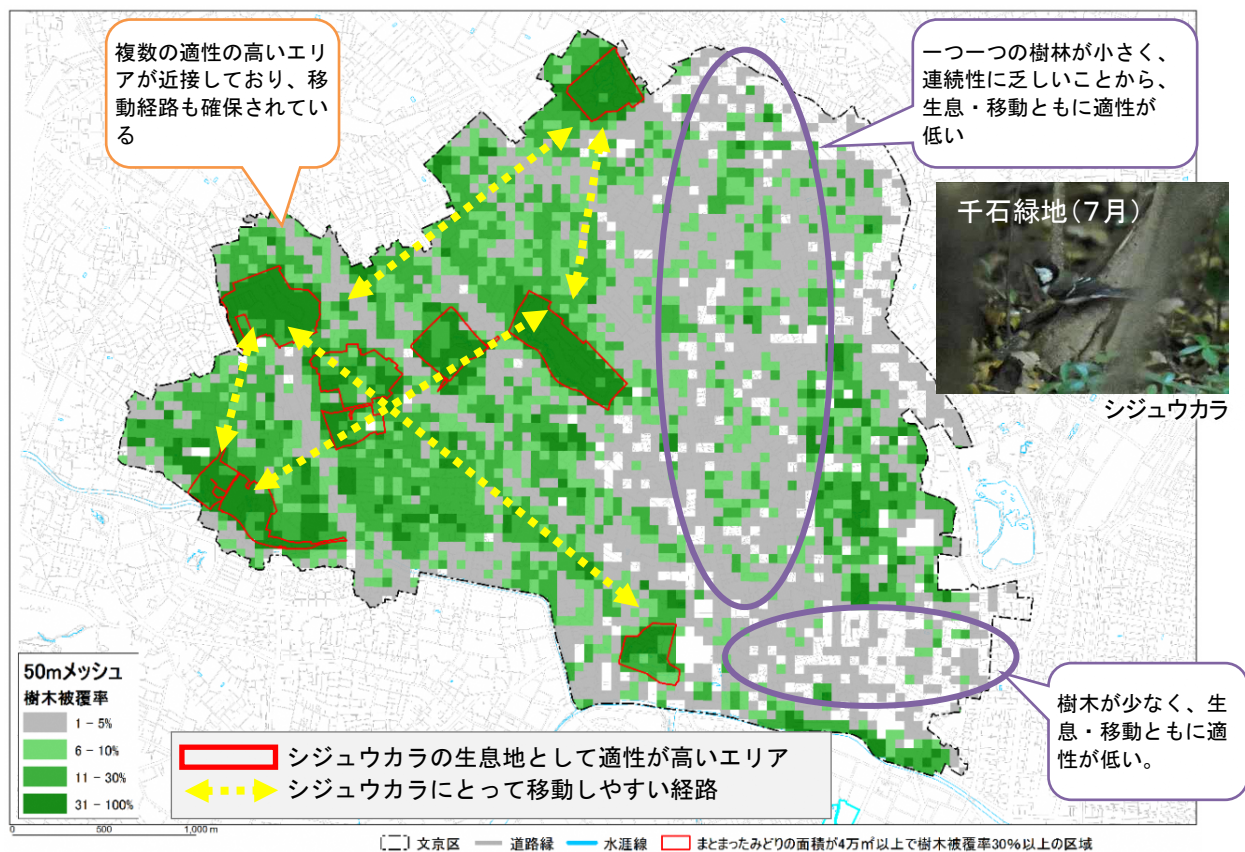 複数の適性の高いエリ
アが近接しており、移
動経路も確保されてい
る
一つ一つの樹林が小さく、
連続性に乏しいことから、
生息・移動ともに適性が
低い
千石緑地(7月)
シジュウカラ
樹木が少なく、生
息・移動ともに適
性が低い。
50mメッシュ
樹木被覆率
1 - 5%
6 - 10%
11 - 30%
31 - 100%
シジュウカラの生息地として適性が高いエリア
シジュウカラにとって移動しやすい経路
0 500 1,000 m
文京区 道路縁 水涯線 まとまったみどりの面積が4万㎡以上で樹木被覆率30%以上の区域